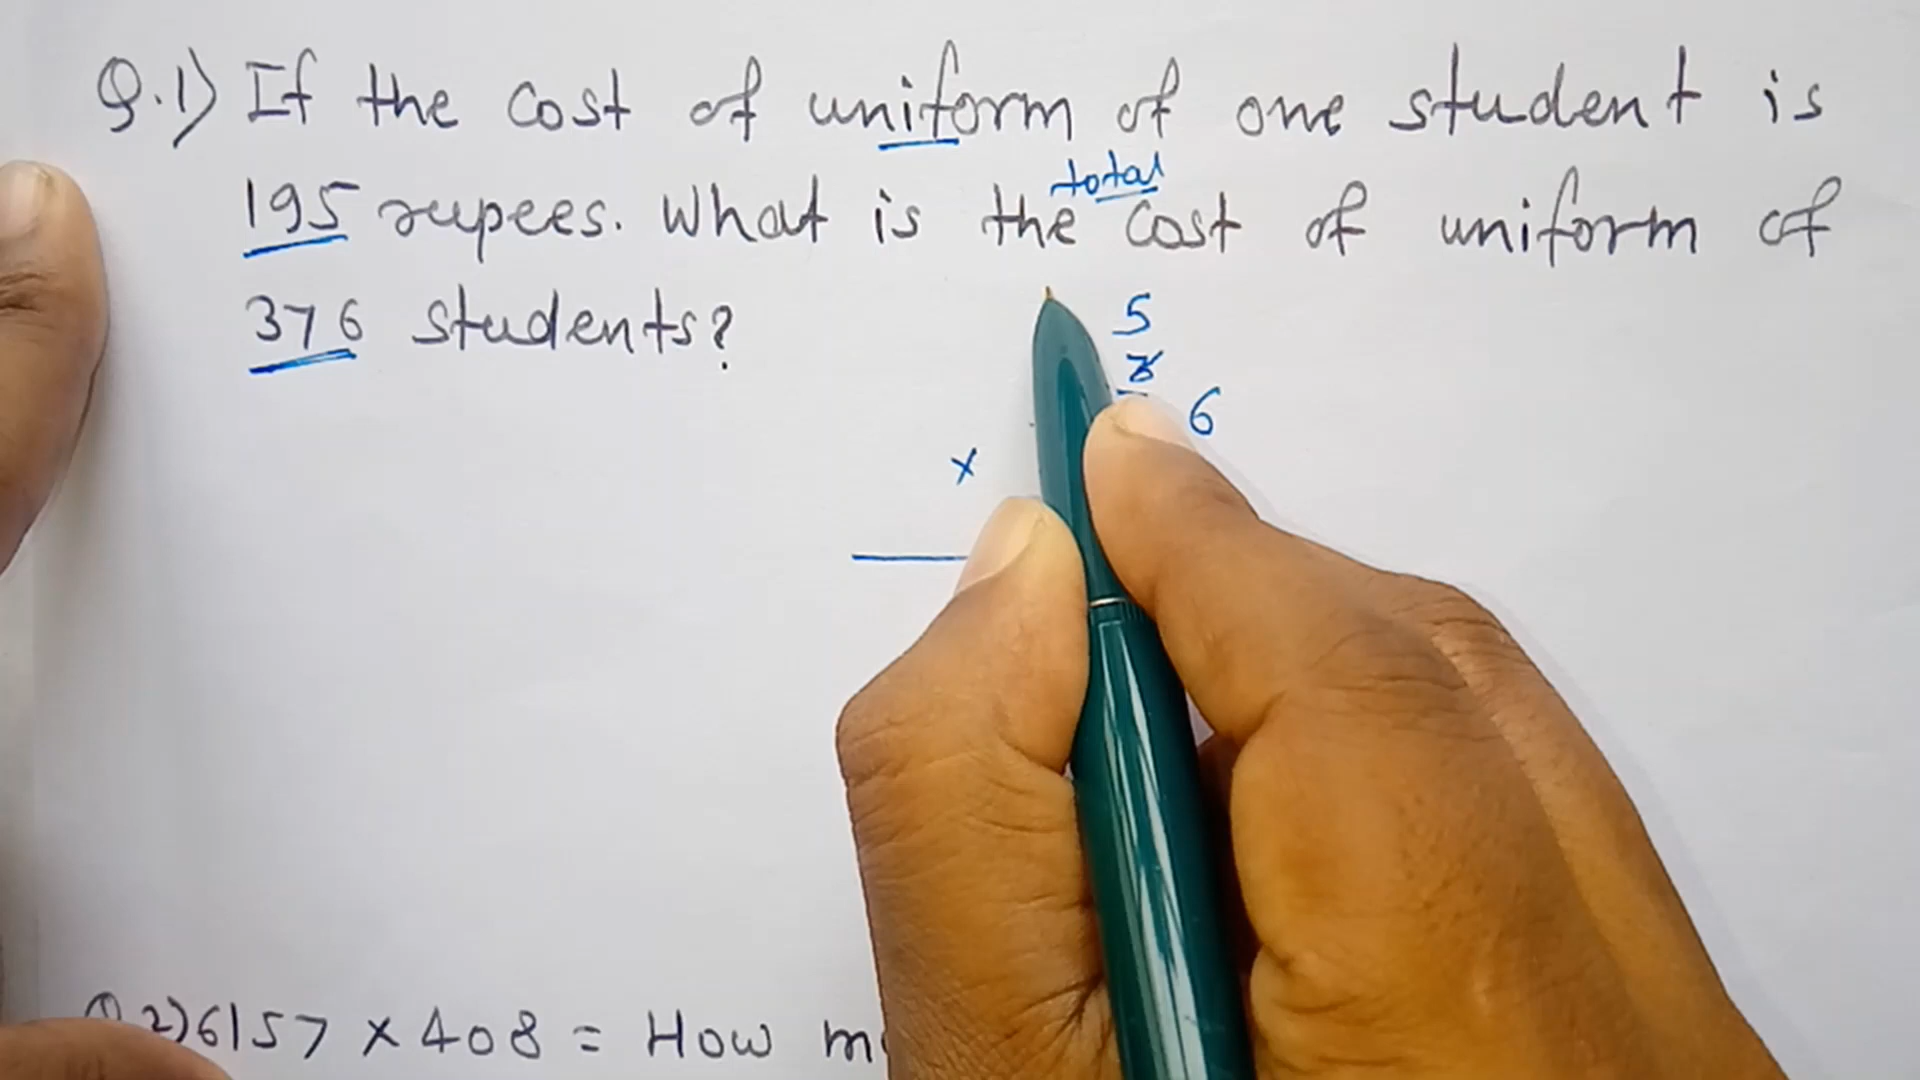 Q.1) If the cost of uniform of one student is
total
195 rupees. What is the cost of uniform of
376 students?
5
6
×
2) 6157 × 408 = How